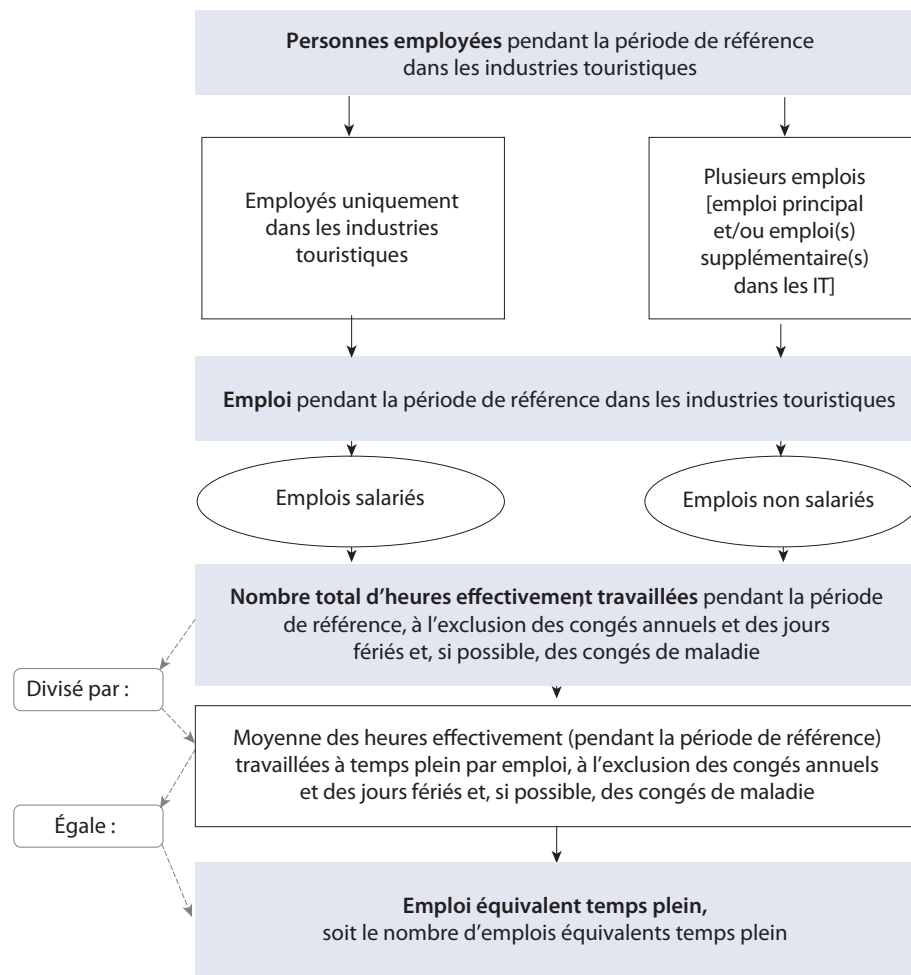 Personnes employées pendant la période de référence
dans les industries touristiques
Employés uniquement
dans les industries
touristiques
Plusieurs emplois
[emploi principal
et/ou emploi(s)
supplémentaire(s)
dans les IT]
Emploi pendant la période de référence dans les industries touristiques
Emplois salariés
Emplois non salariés
Nombre total d’heures effectivement travaillées pendant la période
de référence, à l’exclusion des congés annuels et des jours
fériés et, si possible, des congés de maladie
Divisé par :
Moyenne des heures effectivement (pendant la période de référence)
travaillées à temps plein par emploi, à l’exclusion des congés annuels
et des jours fériés et, si possible, des congés de maladie
Égale :
Emploi équivalent temps plein,
soit le nombre d’emplois équivalents temps plein